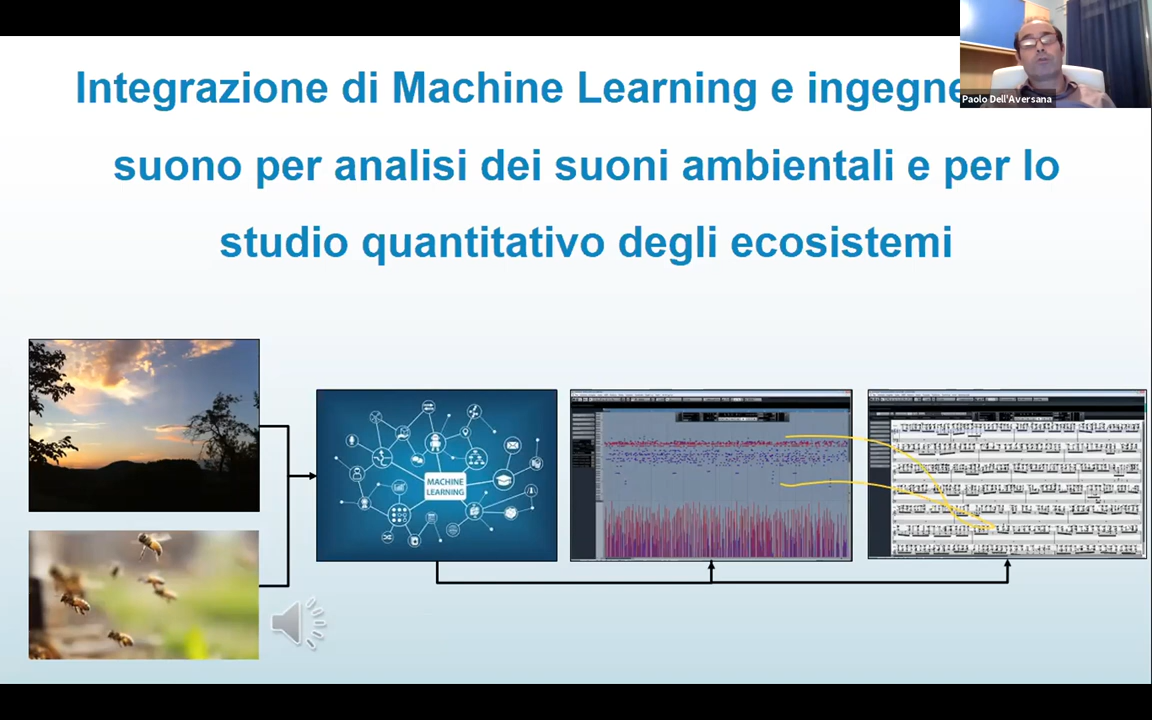 Integrazione di Machine Learning e ingegne
Paolo Dell'Aversana
suono per analisi dei suoni ambientali e per lo
studio quantitativo degli ecosistemi
MACHINE
LEARNING